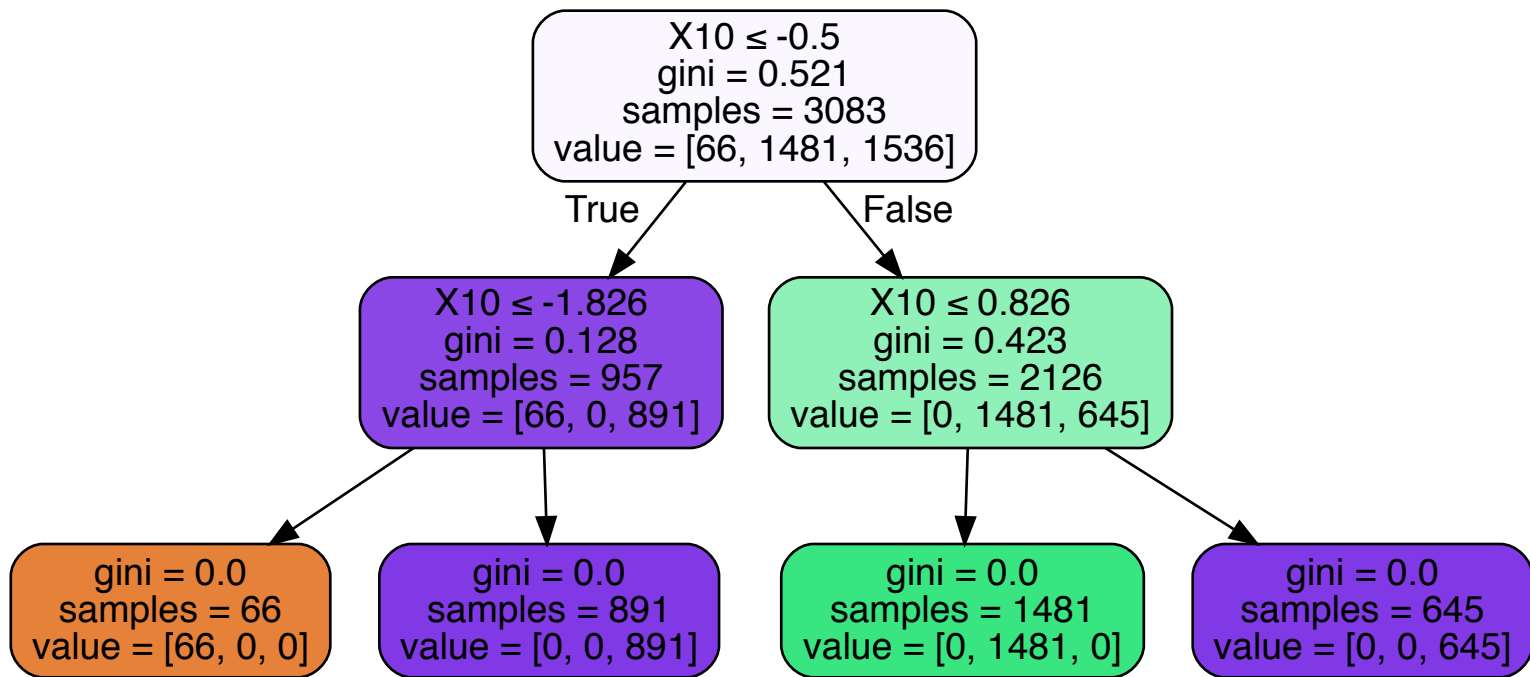 X10 ≤ -0.5
gini = 0.521
samples = 3083
value = [66, 1481, 1536]
True
False
X10 ≤ -1.826
gini = 0.128
samples = 957
value = [66, 0, 891]
X10 ≤ 0.826
gini = 0.423
samples = 2126
value = [0, 1481, 645]
gini = 0.0
samples = 66
value = [66, 0, 0]
gini = 0.0
samples = 891
value = [0, 0, 891]
gini = 0.0
samples = 1481
value = [0, 1481, 0]
gini = 0.0
samples = 645
value = [0, 0, 645]